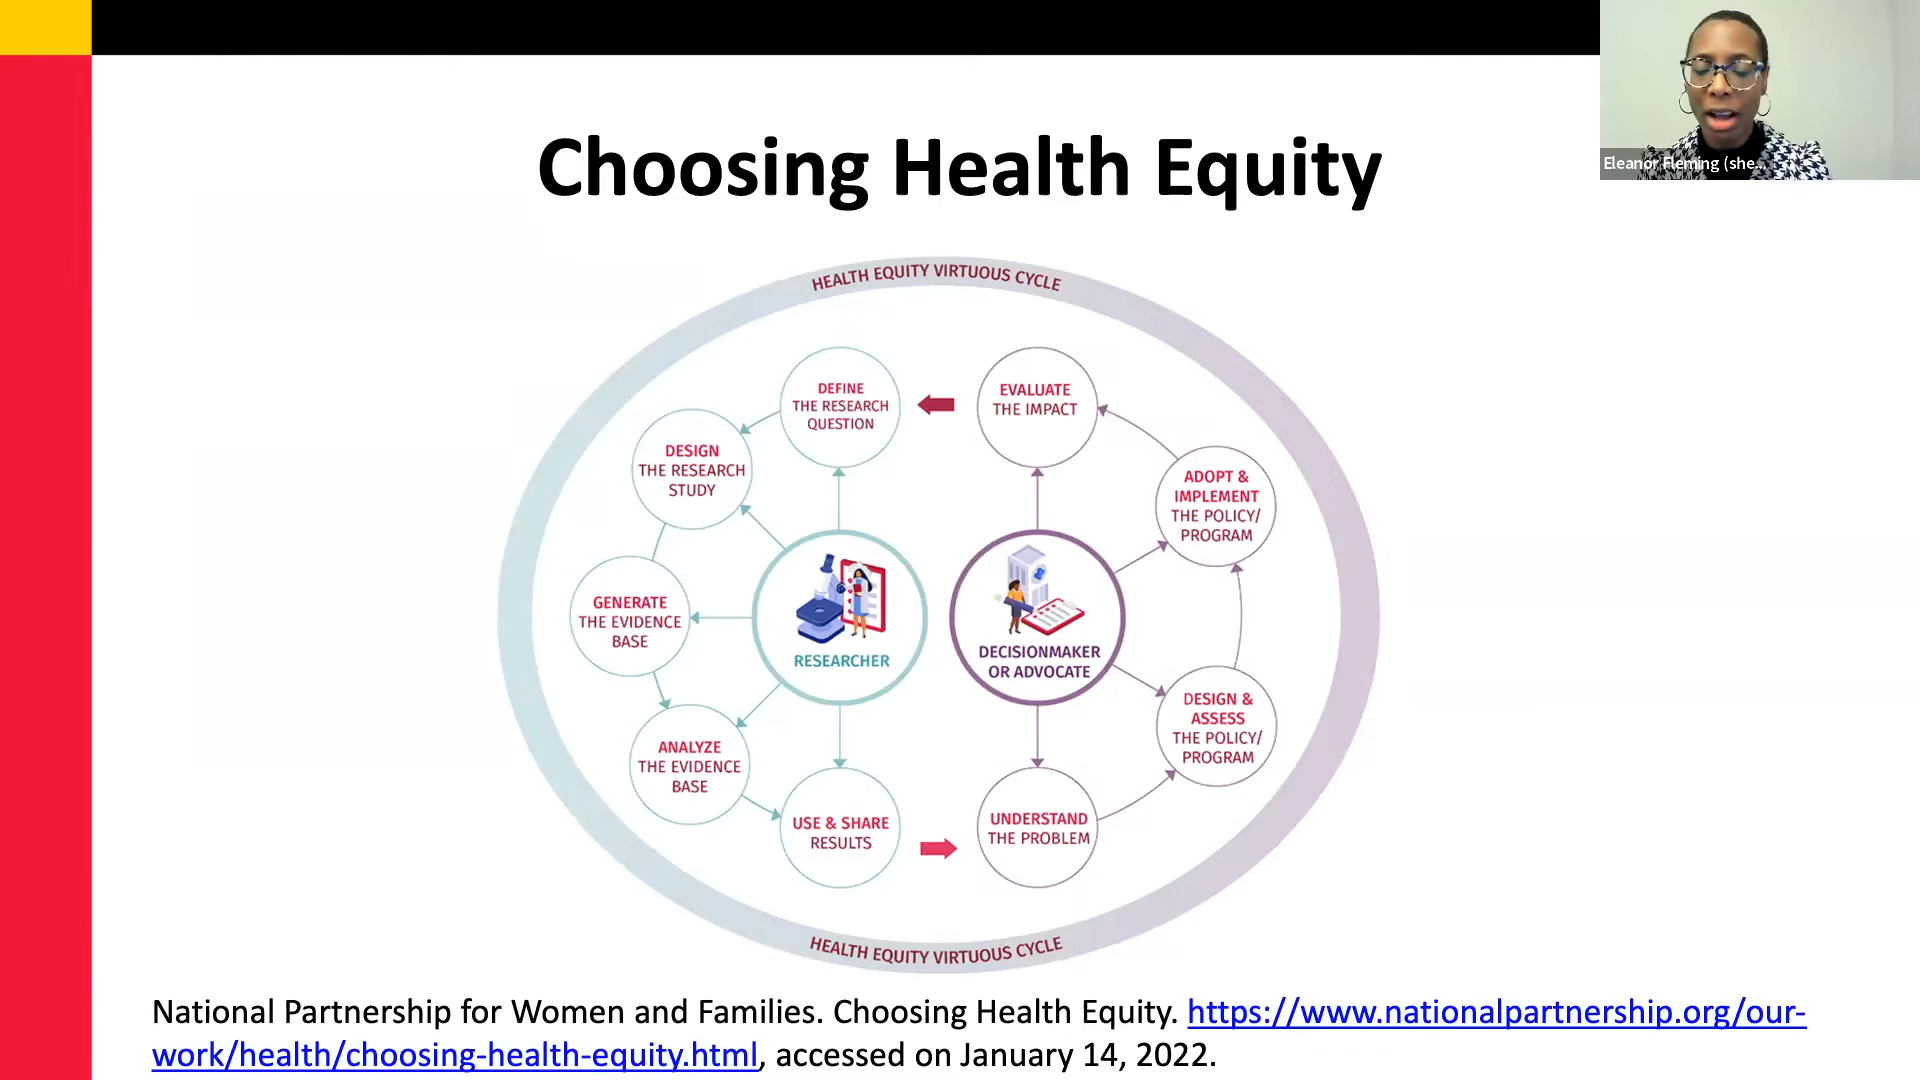 Choosing Health Equity
Eleanor Fleming (she...
HEALTH EQUITY VIRTUOUS CYCLE
DEFINE
THE RESEARCH
QUESTION
EVALUATE
THE IMPACT
DESIGN
THE RESEARCH
STUDY
ADOPT &
IMPLEMENT
THE POLICY/
PROGRAM
GENERATE
THE EVIDENCE
BASE
RESEARCHER
DECISIONMAKER
OR ADVOCATE
ANALYZE
THE EVIDENCE
BASE
DESIGN &
ASSESS
THE POLICY/
PROGRAM
USE & SHARE
RESULTS
UNDERSTAND
THE PROBLEM
HEALTH EQUITY VIRTUOUS CYCLE
National Partnership for Women and Families. Choosing Health Equity. https://www.nationalpartnership.org/our-
work/health/choosing-health-equity.html, accessed on January 14, 2022.